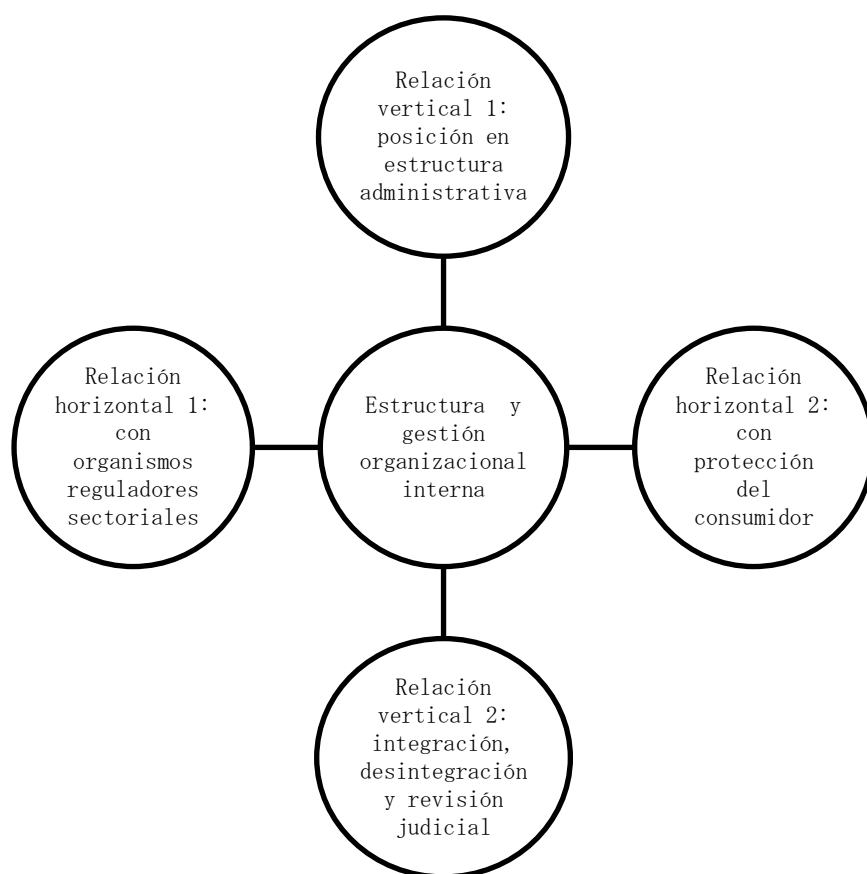 Relación
vertical 1:
posición en
estructura
administrativa
Relación
horizontal 1:
con
organismos
reguladores
sectoriales
Estructura y
gestión
organizacional
interna
Relación
horizontal 2:
con
protección
del
consumidor
Relación
vertical 2:
integración,
desintegración
y revisión
judicial